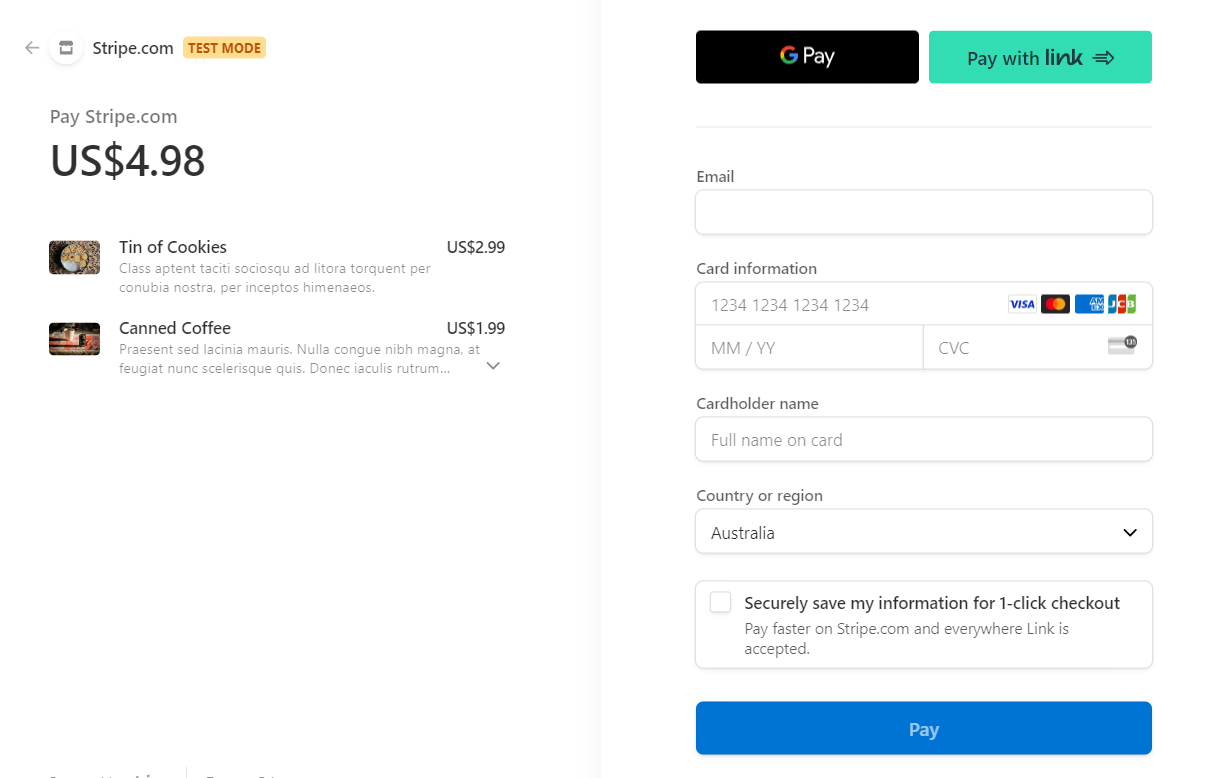 Stripe.com TEST MODE
Pay Stripe.com
US$4.98
Tin of Cookies US$2.99
Class aptent taciti sociosqu ad litora torquent per
conubia nostra, per inceptos himenaeos.
Canned Coffee US$1.99
Praesent sed lacinia mauris. Nulla congue nibh magna, at
feugiat nunc scelerisque quis. Donec iaculis rutrum...
G Pay
Pay with link
Email
Card information
1234 1234 1234 1234 VISA AMEX JCB
MM / YY CVC 135
Cardholder name
Full name on card
Country or region
Australia
Securely save my information for 1-click checkout
Pay faster on Stripe.com and everywhere Link is
accepted.
Pay